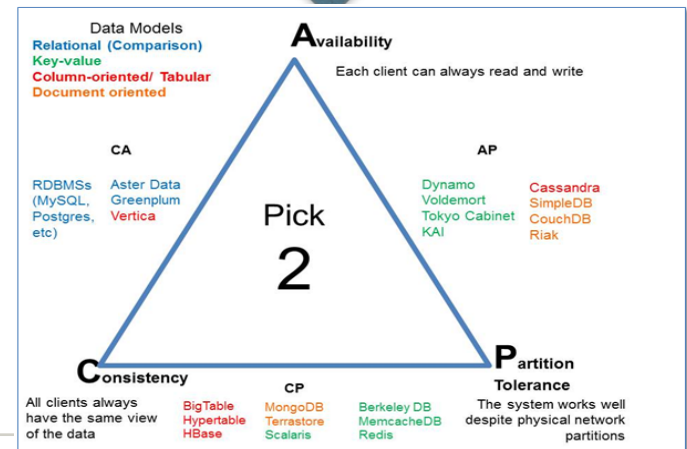 Data Models
Relational (Comparison)
Key-value
Column-oriented/ Tabular
Document oriented
Availability
Each client can always read and write
CA
RDBMSs
(MySQL,
Postgres,
etc)
Aster Data
Greenplum
Vertica
Pick
2
AP
Dynamo
Voldemort
Tokyo Cabinet
KAI
Cassandra
SimpleDB
CouchDB
Riak
Consistency
All clients always
have the same view
of the data
CP
BigTable
Hypertable
HBase
MongoDB
Terrastore
Scalaris
Berkeley DB
MemcacheDB
Redis
Partition
Tolerance
The system works well
despite physical network
partitions